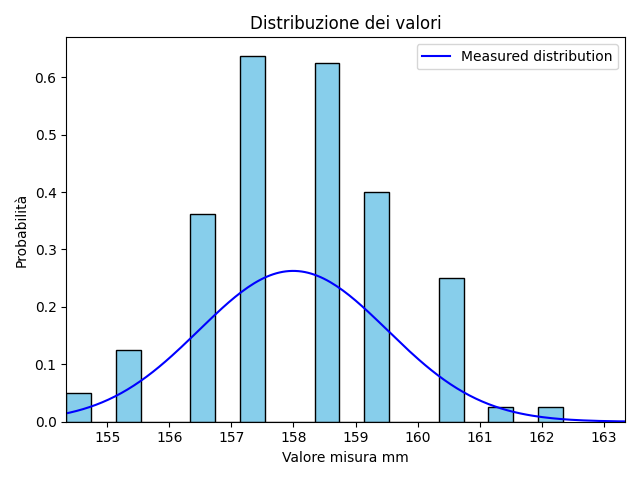 Distribuzione dei valori
Measured distribution
Probabilità
0.6
0.5
0.4
0.3
0.2
0.1
0.0
155 156 157 158 159 160 161 162 163
Valore misura mm